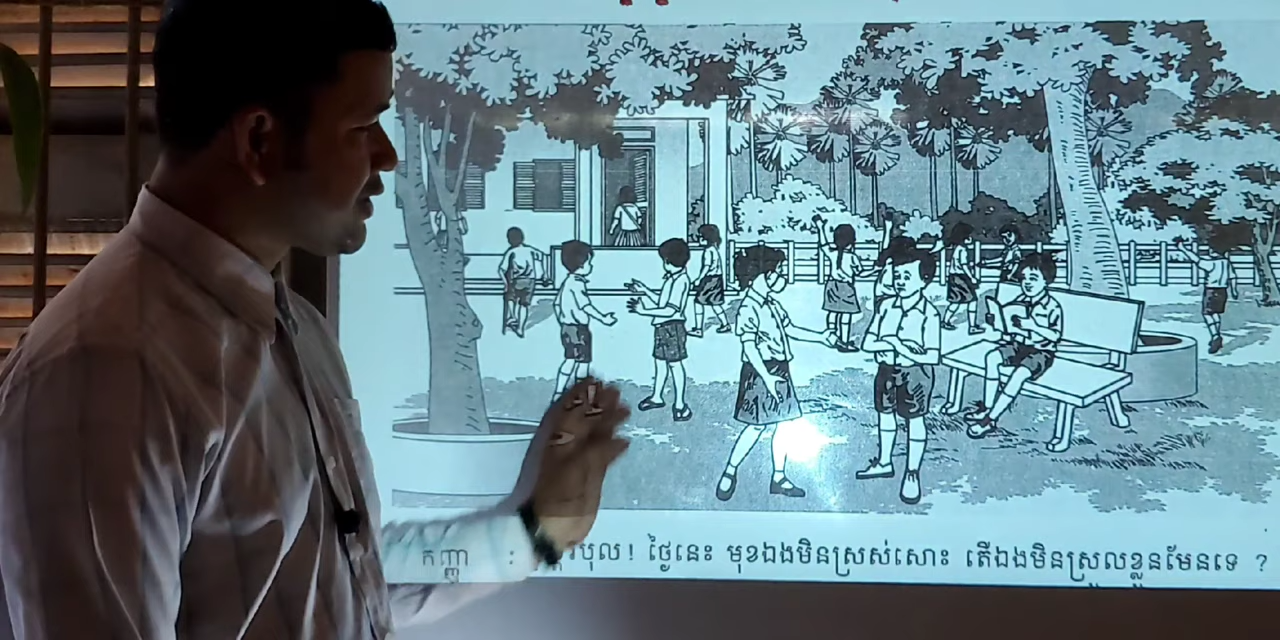 កញ្ញា : បុល! ថ្ងៃនេះ មុខឯងមិនស្រស់សោះ តើឯងមិនស្រួលខ្លួនមែនទេ ?